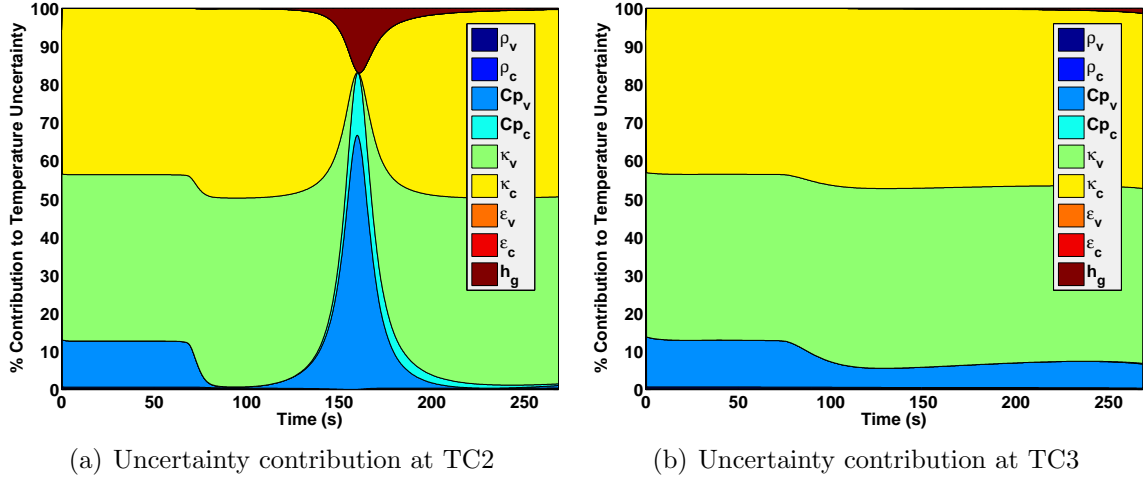 % Contribution to Temperature Uncertainty
100
90
80
70
60
50
40
30
20
10
0
0 50 100 150 200 250
Time (s)
ρv
ρc
Cpv
Cpc
κv
κc
εv
εc
hg
(a) Uncertainty contribution at TC2
% Contribution to Temperature Uncertainty
100
90
80
70
60
50
40
30
20
10
0
0 50 100 150 200 250
Time (s)
ρv
ρc
Cpv
Cpc
κv
κc
εv
εc
hg
(b) Uncertainty contribution at TC3